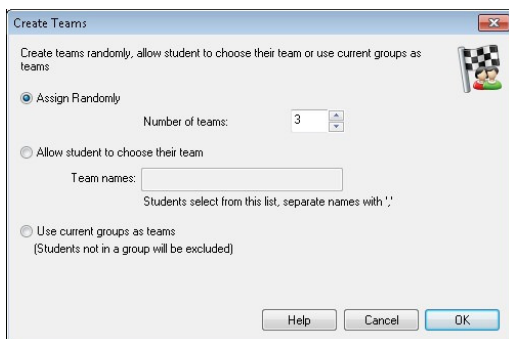 Create Teams
Create teams randomly, allow student to choose their team or use current groups as
teams
Assign Randomly
Number of teams: 3
Allow student to choose their team
Team names:
Students select from this list, separate names with ','
Use current groups as teams
(Students not in a group will be excluded)
Help Cancel OK